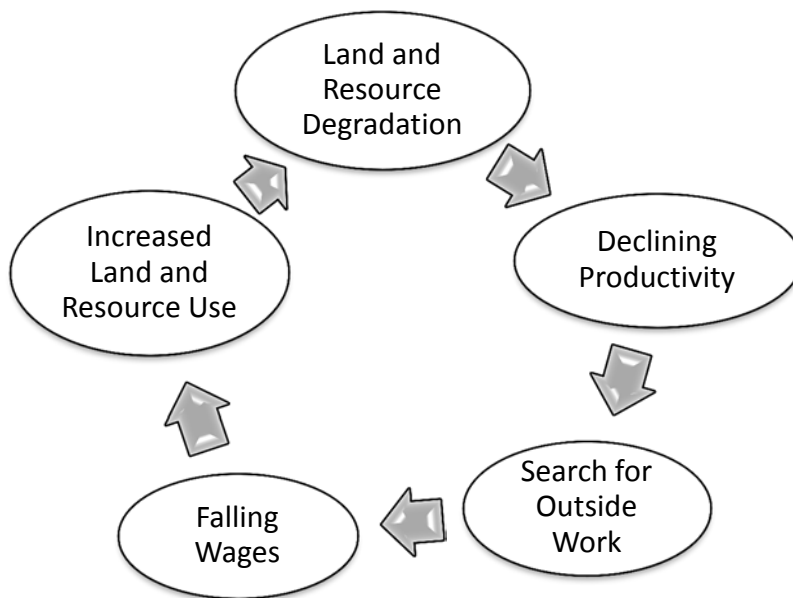 Land and
Resource
Degradation
Declining
Productivity
Search for
Outside
Work
Falling
Wages
Increased
Land and
Resource Use